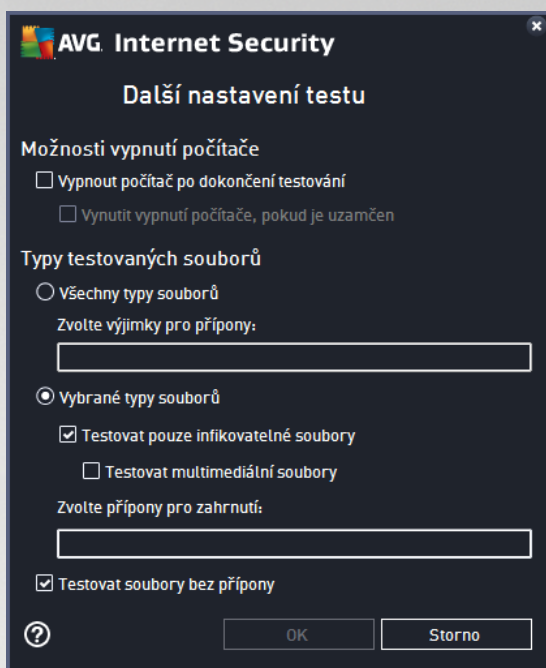 AVG. Internet Security
Další nastavení testu
Možnosti vypnutí počítače
Vypnout počítač po dokončení testování
Vynutit vypnutí počítače, pokud je uzamčen
Typy testovaných souborů
Všechny typy souborů
Zvolte výjimky pro přípony:
Vybrané typy souborů
Testovat pouze infikovatelné soubory
Testovat multimediální soubory
Zvolte přípony pro zahrnutí:
Testovat soubory bez přípony
OK
Storno